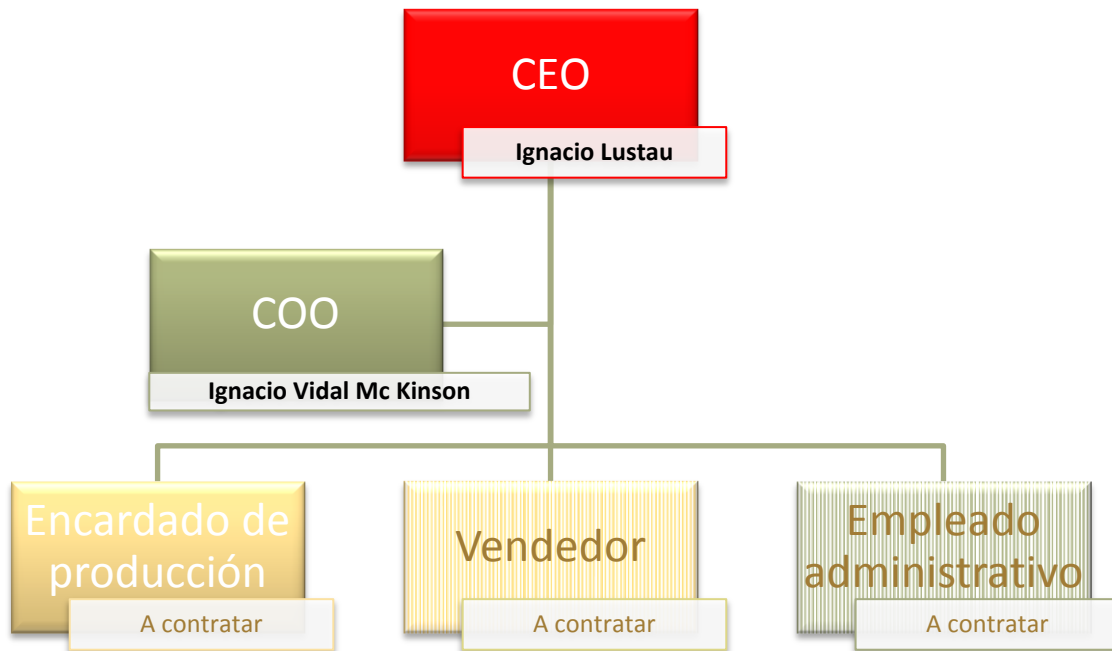 CEO
Ignacio Lustau
COO
Ignacio Vidal Mc Kinson
Encardado de
producción
A contratar
Vendedor
A contratar
Empleado
administrativo
A contratar